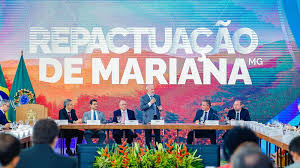 REPACTUAÇÃO
DE MARIANA
MG